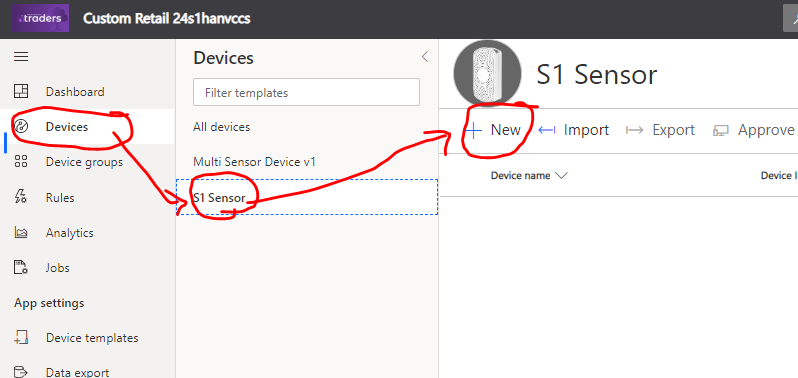 traders
Custom Retail 24s1hanvccs
Dashboard
Devices
Device groups
Rules
Analytics
Jobs
App settings
Device templates
Data export
Devices
Filter templates
All devices
Multi Sensor Device v1
S1 Sensor
S1 Sensor
New Import Export Approve
Device name Device I